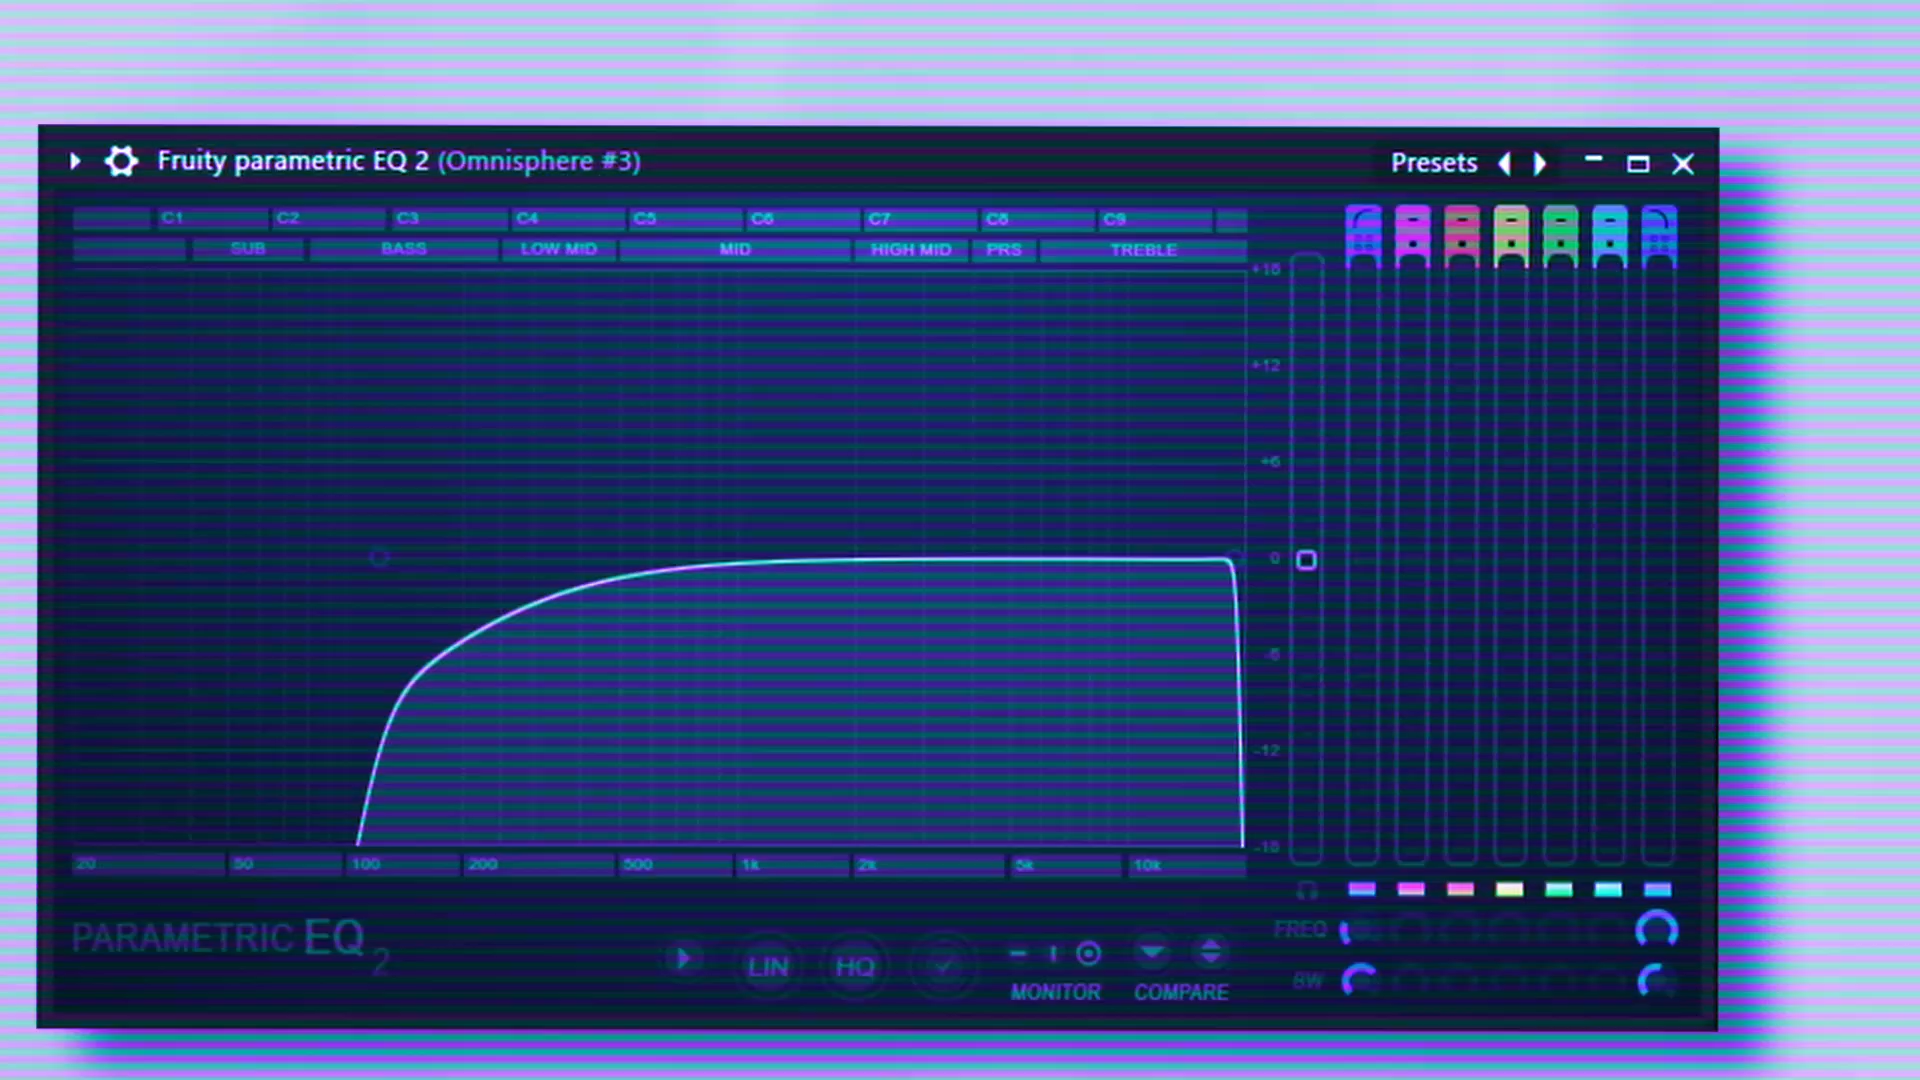 Fruity parametric EQ 2 (Omnisphere #3)
Presets
C1 C2 C3 C4 C5 C6 C7 C8 C9
SUB BASS LOW MID MID HIGH MID PRS TREBLE
+18
+12
+6
0
-6
-12
-18
20 50 100 200 500 1k 2k 5k 10k
PARAMETRIC EQ 2
LIN HQ
MONITOR COMPARE
FREQ
BW